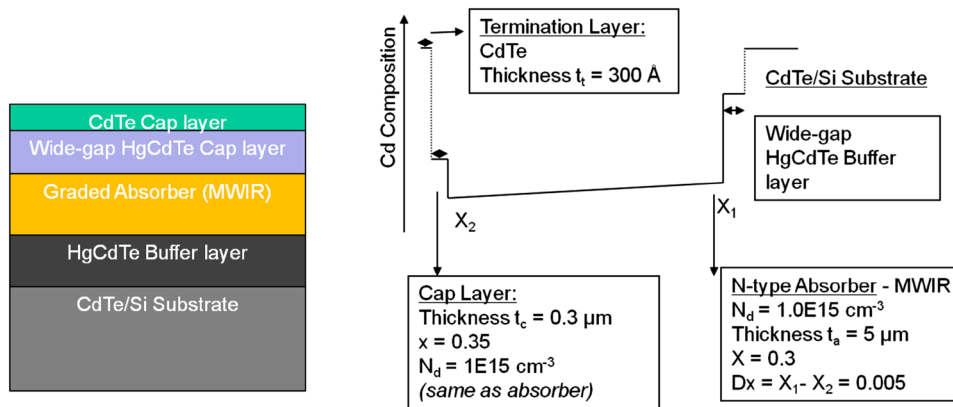 CdTe Cap layer
Wide-gap HgCdTe Cap layer
Graded Absorber (MWIR)
HgCdTe Buffer layer
CdTe/Si Substrate
Cd Composition
Termination Layer:
CdTe
Thickness tₜ = 300 Å
CdTe/Si Substrate
Wide-gap
HgCdTe Buffer
layer
X₂
X₁
Cap Layer:
Thickness t꜀ = 0.3 µm
x = 0.35
N_d = 1E15 cm⁻³
(same as absorber)
N-type Absorber - MWIR
N_d = 1.0E15 cm⁻³
Thickness tₐ = 5 µm
X = 0.3
Dx = X₁- X₂ = 0.005